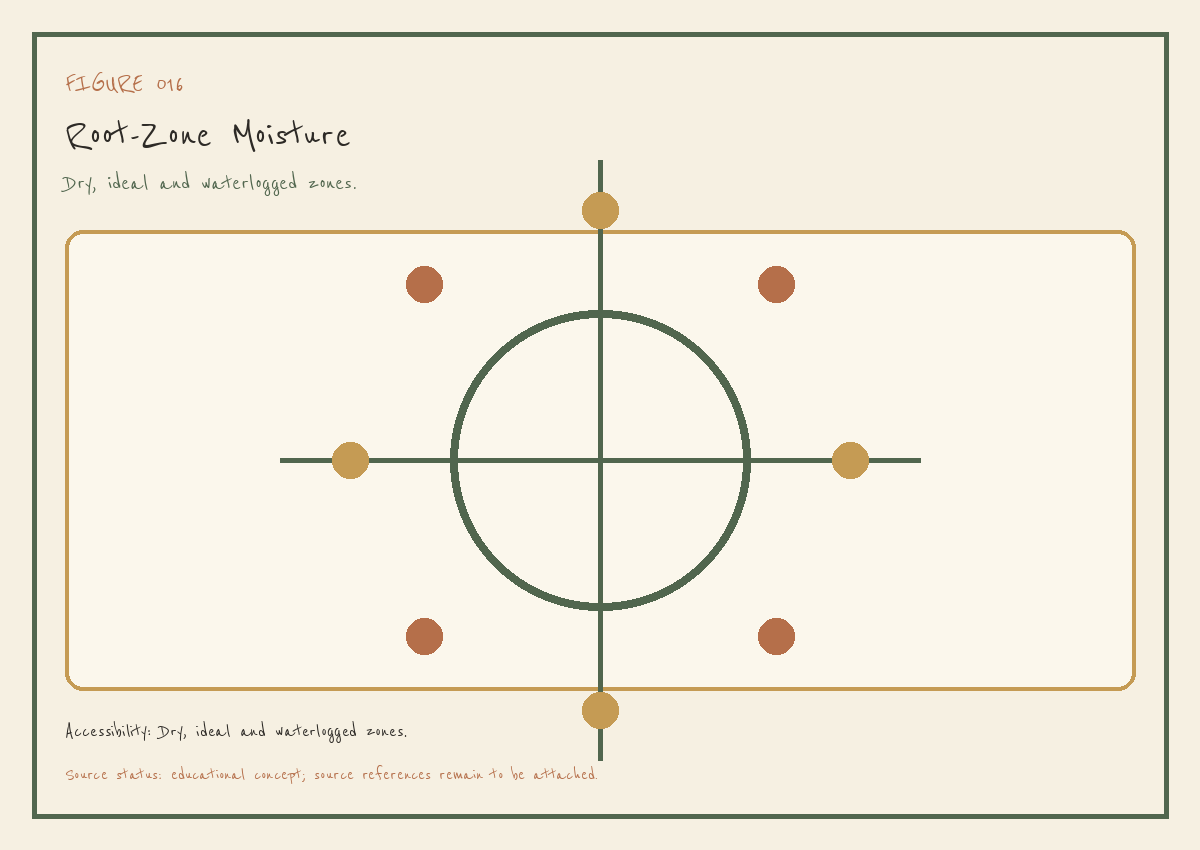 FIGURE 016
Root-Zone Moisture
Dry, ideal and waterlogged zones.
Accessibility: Dry, ideal and waterlogged zones.
Source status: educational concept; source references remain to be attached.